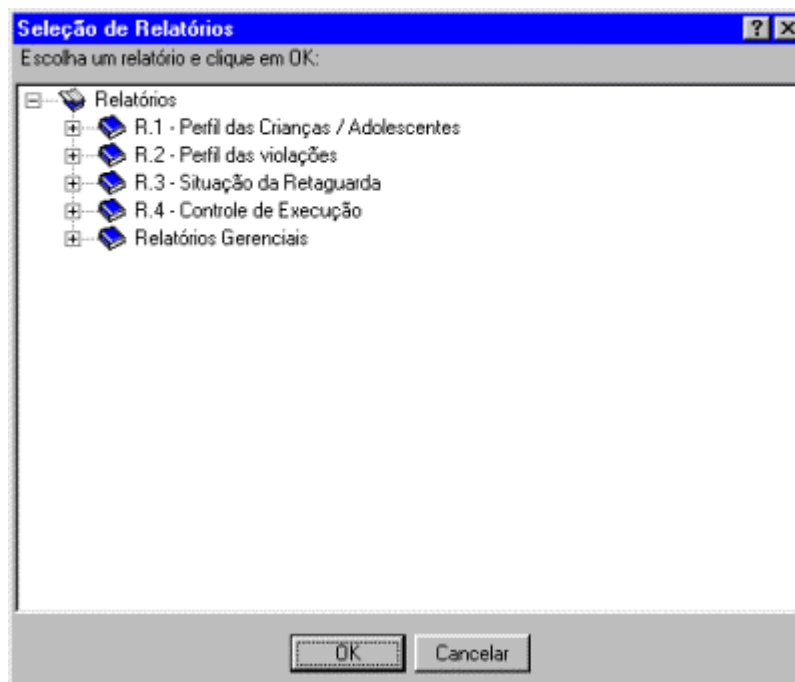 Seleção de Relatórios
Escolha um relatório e clique em OK:
Relatórios
R.1 - Perfil das Crianças / Adolescentes
R.2 - Perfil das violações
R.3 - Situação da Retaguarda
R.4 - Controle de Execução
Relatórios Gerenciais
OK Cancelar